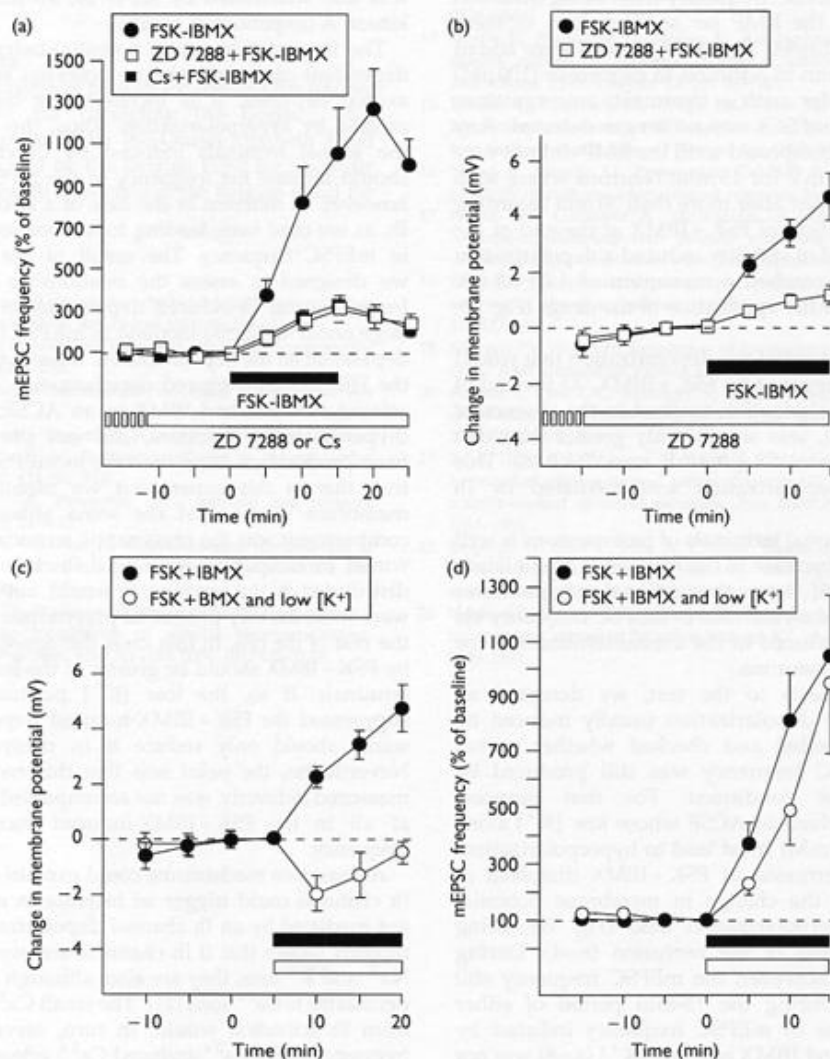 (a)
FSK-IBMX
ZD 7288+FSK-IBMX
Cs+FSK-IBMX
mEPSC frequency (% of baseline)
1500
1300
1100
900
700
500
300
100
FSK-IBMX
ZD 7288 or Cs
−10 0 10 20
Time (min)
(b)
FSK-IBMX
ZD 7288+FSK-IBMX
Change in membrane potential (mV)
6
4
2
0
−2
−4
FSK-IBMX
ZD 7288
−10 0 10
Time (min)
(c)
FSK+IBMX
FSK-IBMX and low [K⁺]
Change in membrane potential (mV)
6
4
2
0
−2
−4
−10 0 10 20
Time (min)
(d)
FSK+IBMX
FSK-IBMX and low [K⁺]
mEPSC frequency (% of baseline)
1300
1100
900
700
500
300
100
−10 0 10
Time (min)